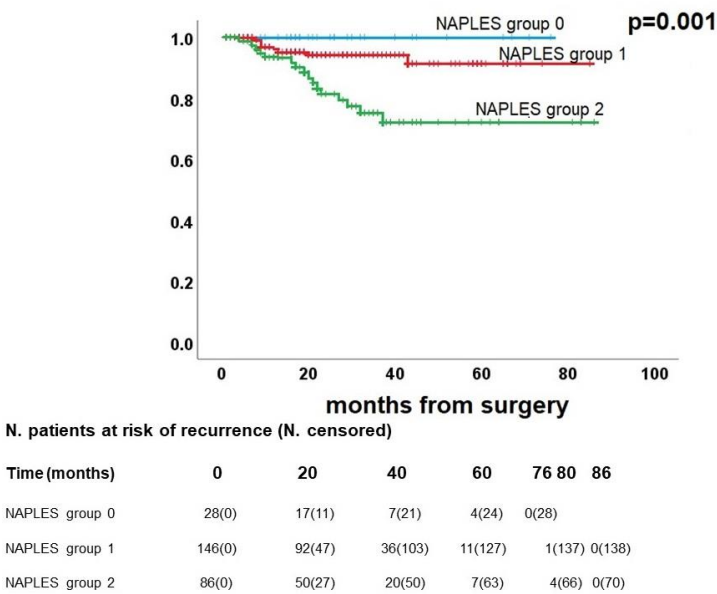 NAPLES group 0
p=0.001
1.0
NAPLES group 1
0.8
NAPLES group 2
0.6
0.4
0.2
0.0
0 20 40 60 80 100
months from surgery
N. patients at risk of recurrence (N. censored)
Time (months) 0 20 40 60 76 80 86
NAPLES group 0 28(0) 17(11) 7(21) 4(24) 0(28)
NAPLES group 1 146(0) 92(47) 36(103) 11(127) 1(137) 0(138)
NAPLES group 2 86(0) 50(27) 20(50) 7(63) 4(66) 0(70)